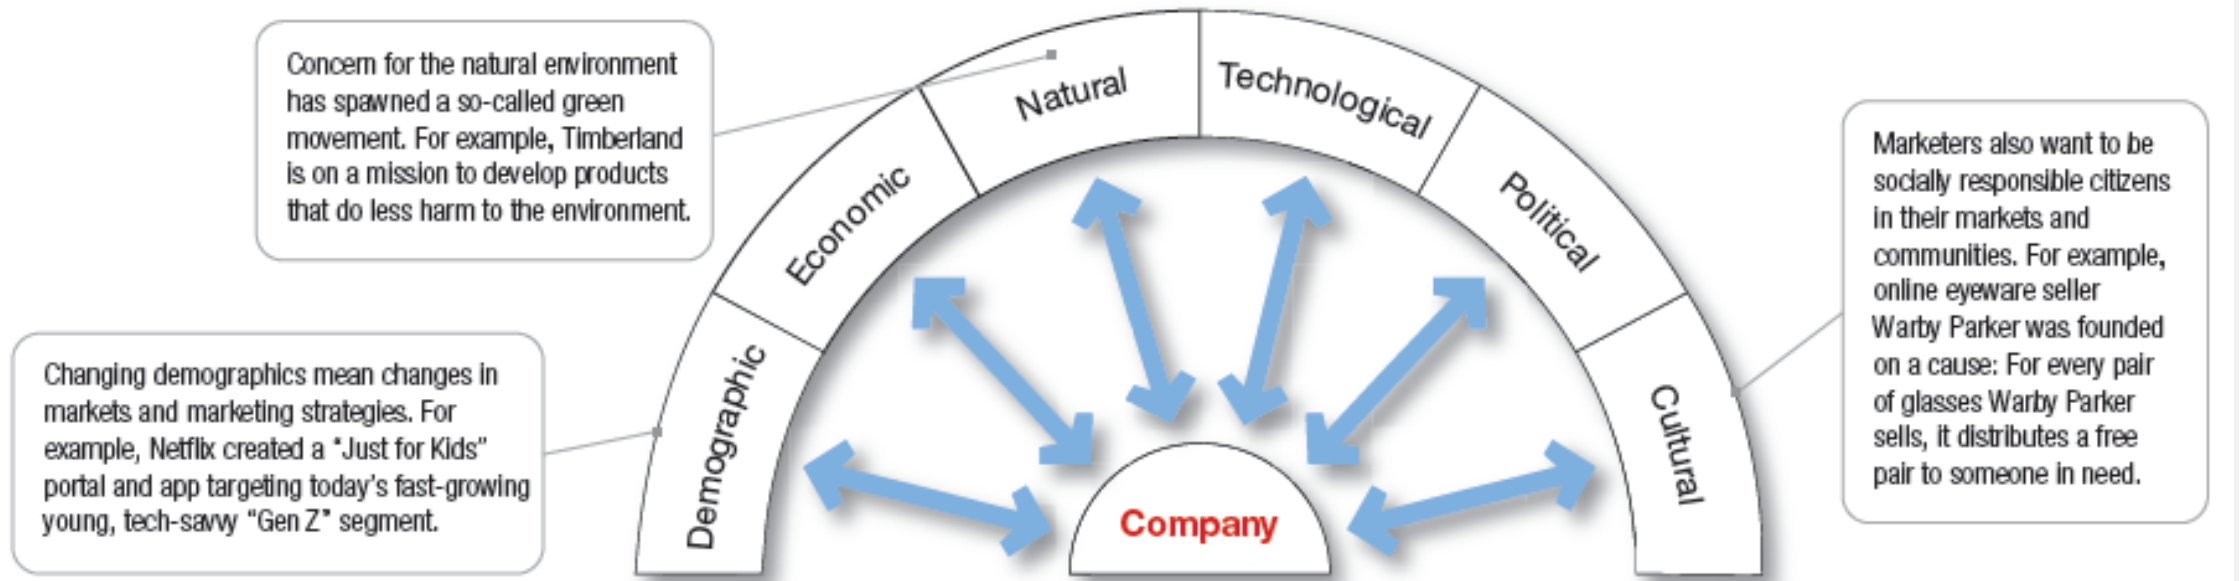 Concern for the natural environment
has spawned a so-called green
movement. For example, Timberland
is on a mission to develop products
that do less harm to the environment.
Changing demographics mean changes in
markets and marketing strategies. For
example, Netflix created a “Just for Kids”
portal and app targeting today’s fast-growing
young, tech-savvy “Gen Z” segment.
Demographic
Economic
Natural
Technological
Political
Cultural
Company
Marketers also want to be
socially responsible citizens
in their markets and
communities. For example,
online eyeware seller
Warby Parker was founded
on a cause: For every pair
of glasses Warby Parker
sells, it distributes a free
pair to someone in need.